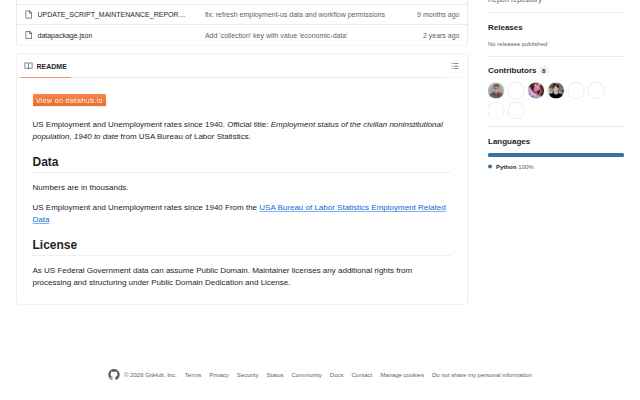 Report repository
UPDATE_SCRIPT_MAINTENANCE_REPOR... fix: refresh employment-us data and workflow permissions 9 months ago
datapackage.json Add 'collection' key with value 'economic-data' 2 years ago
Releases
No releases published
README
Contributors 8
View on datahub.io
US Employment and Unemployment rates since 1940. Official title: Employment status of the civilian noninstitutional
population, 1940 to date from USA Bureau of Labor Statistics.
Languages
Python 100%
Data
Numbers are in thousands.
US Employment and Unemployment rates since 1940 From the USA Bureau of Labor Statistics Employment Related
Data
License
As US Federal Government data can assume Public Domain. Maintainer licenses any additional rights from
processing and structuring under Public Domain Dedication and License.
© 2026 GitHub, Inc. Terms Privacy Security Status Community Docs Contact Manage cookies Do not share my personal information